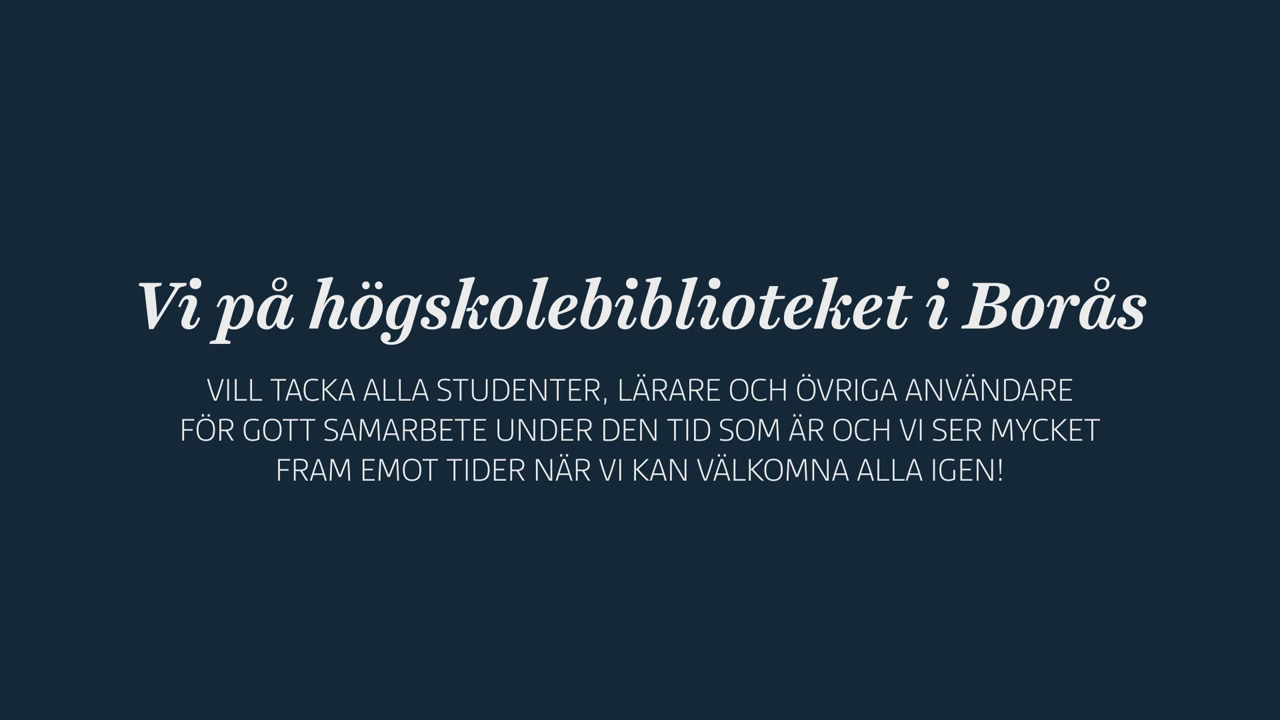 Vi på högskolebiblioteket i Borås
VILL TACKA ALLA STUDENTER, LÄRARE OCH ÖVRIGA ANVÄNDARE
FÖR GOTT SAMARBETE UNDER DEN TID SOM ÄR OCH VI SER MYCKET
FRAM EMOT TIDER NÄR VI KAN VÄLKOMNA ALLA IGEN!